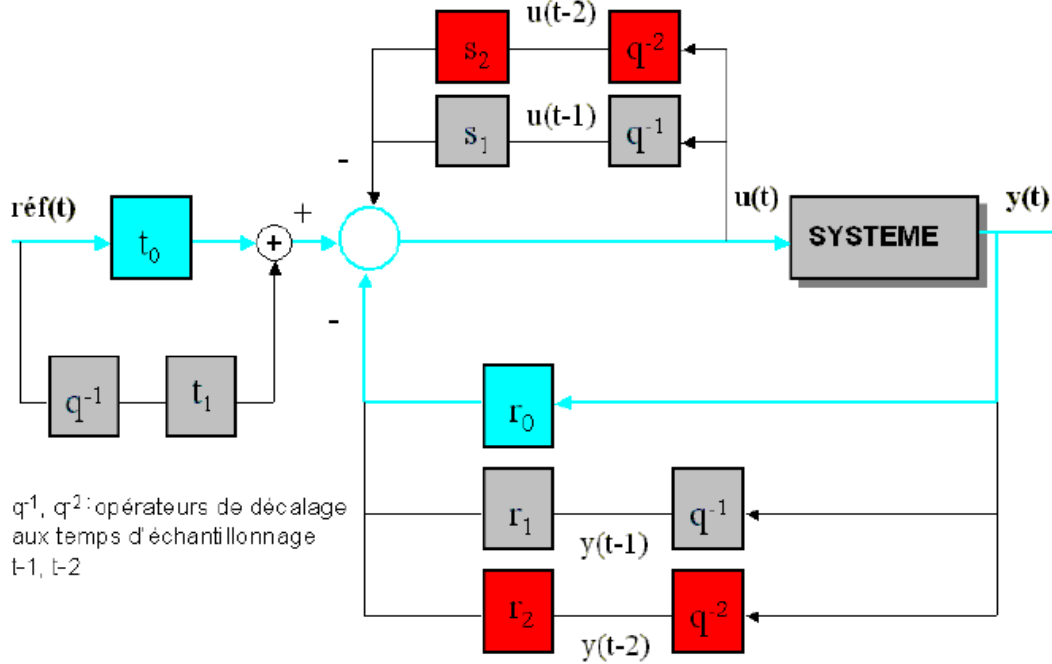 u(t-2)
s2
q-2
u(t-1)
s1
q-1
-
réf(t)
+
u(t)
y(t)
t0
+
SYSTEME
-
q-1
t1
r0
q-1, q-2: opérateurs de décalage
aux temps d'échantillonnage
t-1, t-2
r1
q-1
y(t-1)
r2
q-2
y(t-2)